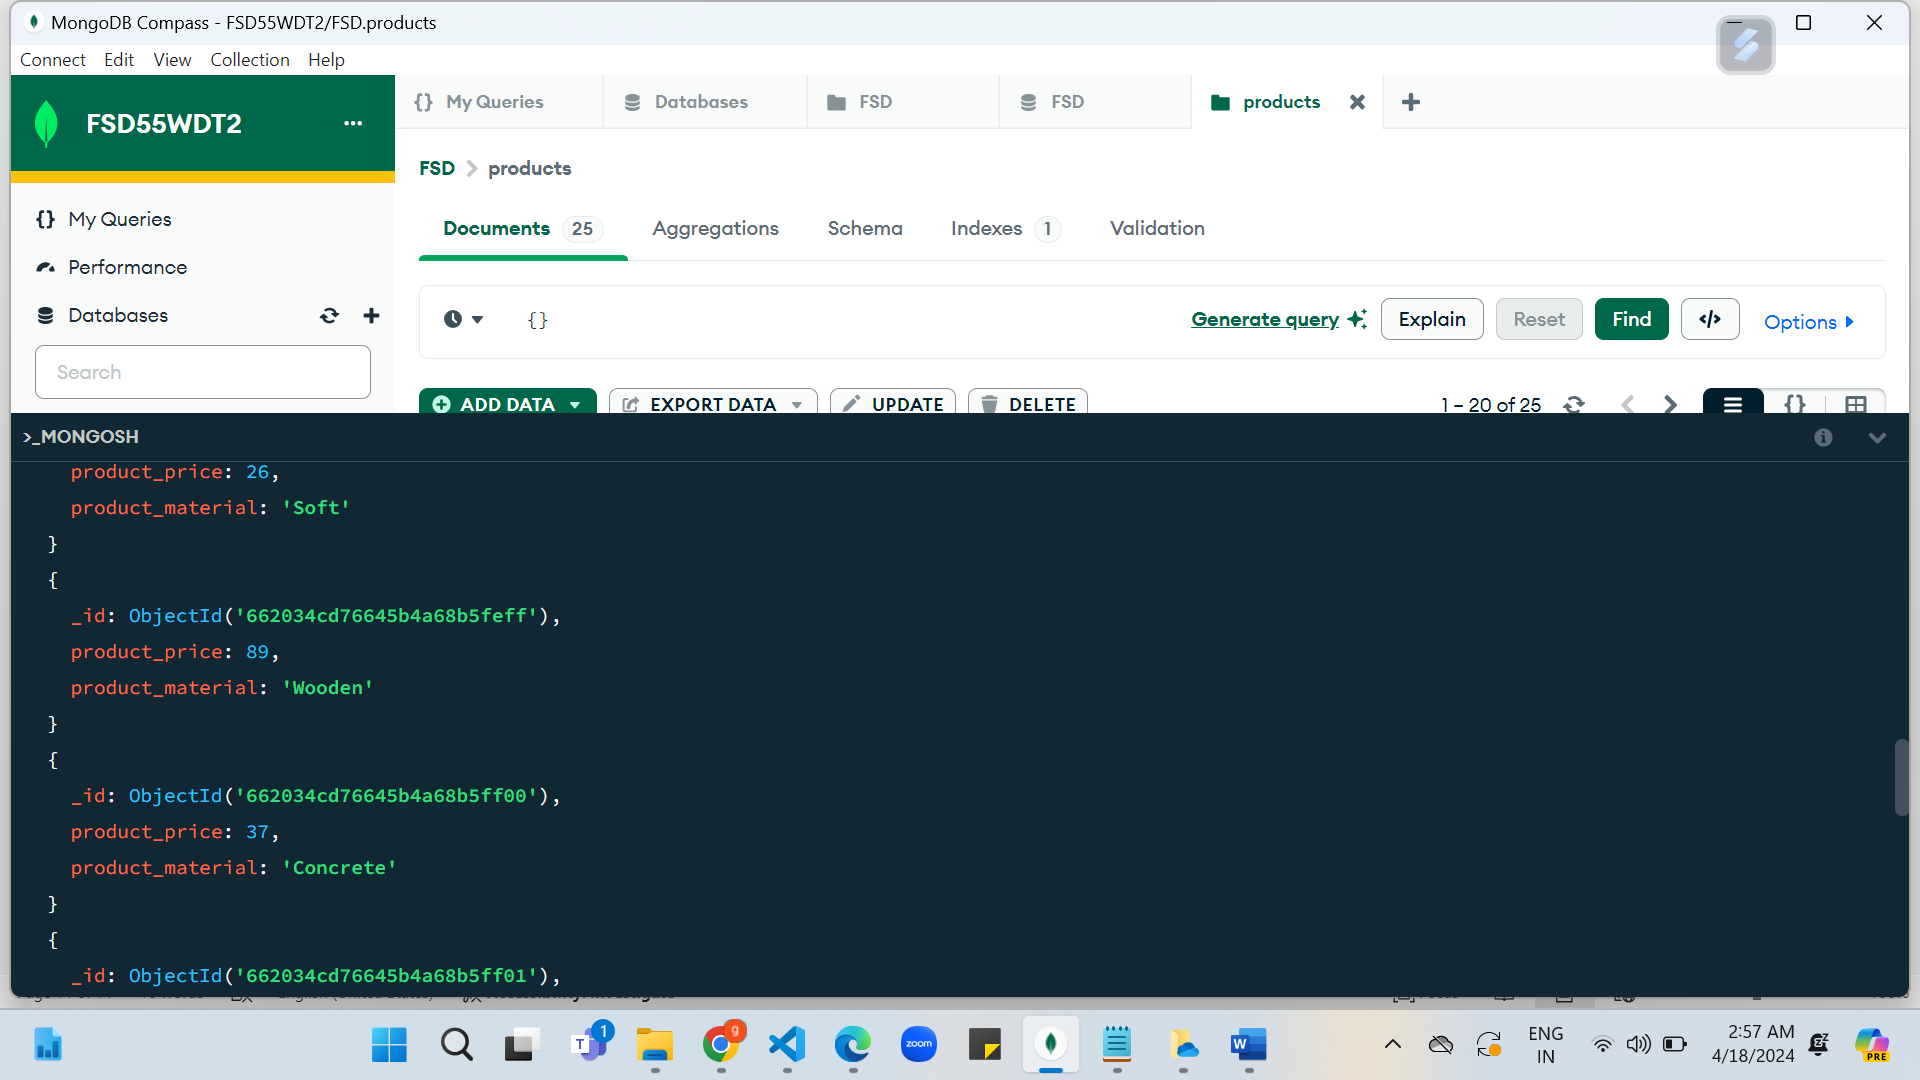 MongoDB Compass - FSD55WDT2/FSD.products
Connect Edit View Collection Help
FSD55WDT2 ...
{} My Queries Databases FSD FSD products
FSD > products
My Queries
Documents 25 Aggregations Schema Indexes 1 Validation
Performance
Databases
{} Generate query Explain Reset Find </> Options
Search
ADD DATA EXPORT DATA UPDATE DELETE 1 – 20 of 25 {}
>_MONGOSH
product_price: 26,
product_material: 'Soft'
}
{
_id: ObjectId('662034cd76645b4a68b5feff'),
product_price: 89,
product_material: 'Wooden'
}
{
_id: ObjectId('662034cd76645b4a68b5ff00'),
product_price: 37,
product_material: 'Concrete'
}
{
_id: ObjectId('662034cd76645b4a68b5ff01'),
T 1 g zoom W ENG IN 2:57 AM
4/18/2024 PRE